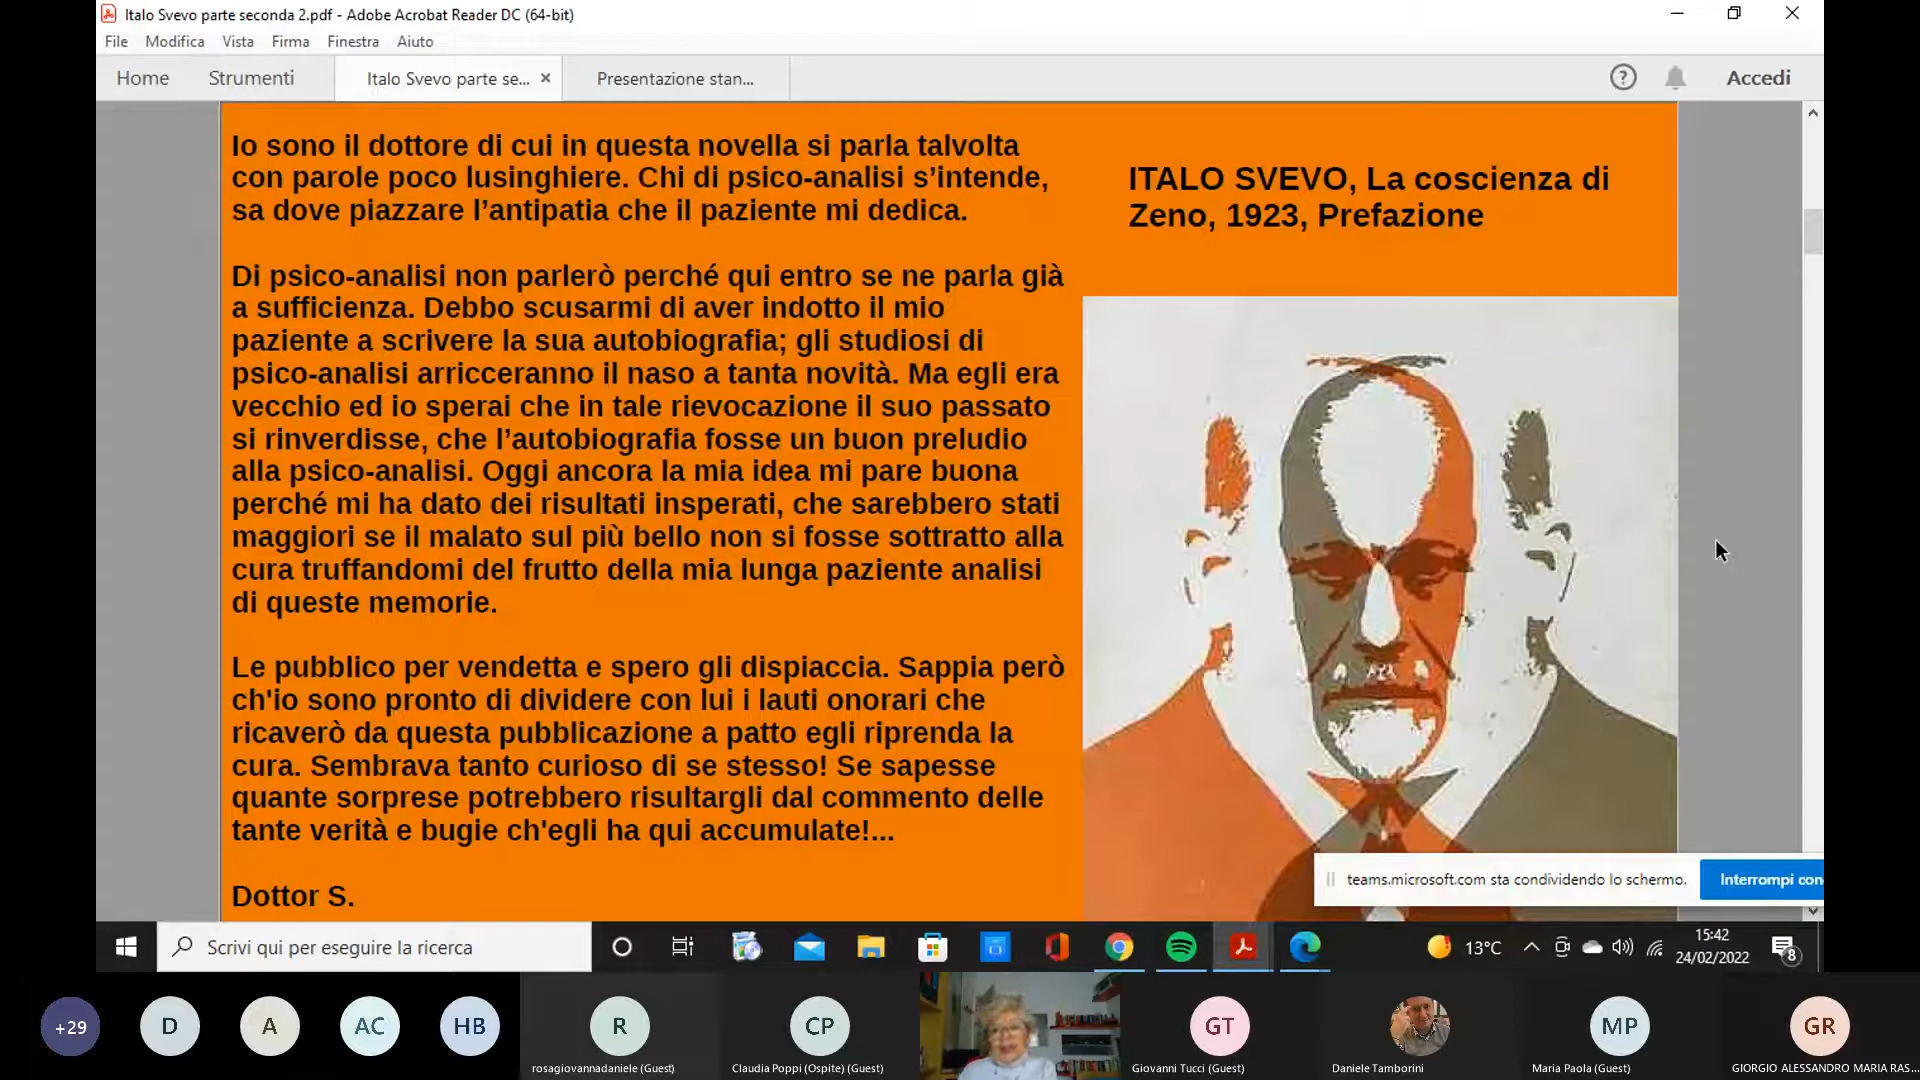 Italo Svevo parte seconda 2.pdf - Adobe Acrobat Reader DC (64-bit)
File Modifica Vista Firma Finestra Aiuto
Home Strumenti Italo Svevo parte se... Presentazione stan... Accedi
Io sono il dottore di cui in questa novella si parla talvolta
con parole poco lusinghiere. Chi di psico-analisi s’intende,
sa dove piazzare l’antipatia che il paziente mi dedica.
Di psico-analisi non parlerò perché qui entro se ne parla già
a sufficienza. Debbo scusarmi di aver indotto il mio
paziente a scrivere la sua autobiografia; gli studiosi di
psico-analisi arricceranno il naso a tanta novità. Ma egli era
vecchio ed io sperai che in tale rievocazione il suo passato
si rinverdisse, che l’autobiografia fosse un buon preludio
alla psico-analisi. Oggi ancora la mia idea mi pare buona
perché mi ha dato dei risultati insperati, che sarebbero stati
maggiori se il malato sul più bello non si fosse sottratto alla
cura truffandomi del frutto della mia lunga paziente analisi
di queste memorie.
Le pubblico per vendetta e spero gli dispiaccia. Sappia però
ch'io sono pronto di dividere con lui i lauti onorari che
ricaverò da questa pubblicazione a patto egli riprenda la
cura. Sembrava tanto curioso di se stesso! Se sapesse
quante sorprese potrebbero risultargli dal commento delle
tante verità e bugie ch'egli ha qui accumulate!...
Dottor S.
ITALO SVEVO, La coscienza di
Zeno, 1923, Prefazione
teams.microsoft.com sta condividendo lo schermo.
Interrompi con
Scrivi qui per eseguire la ricerca
13°C
15:42
24/02/2022
8
+29
D
A
AC
HB
R
rosagiovannadaniele (Guest)
CP
Claudia Poppi (Ospite) (Guest)
GT
Giovanni Tucci (Guest)
Daniele Tamborini
MP
Maria Paola (Guest)
GR
GIORGIO ALESSANDRO MARIA RAS...